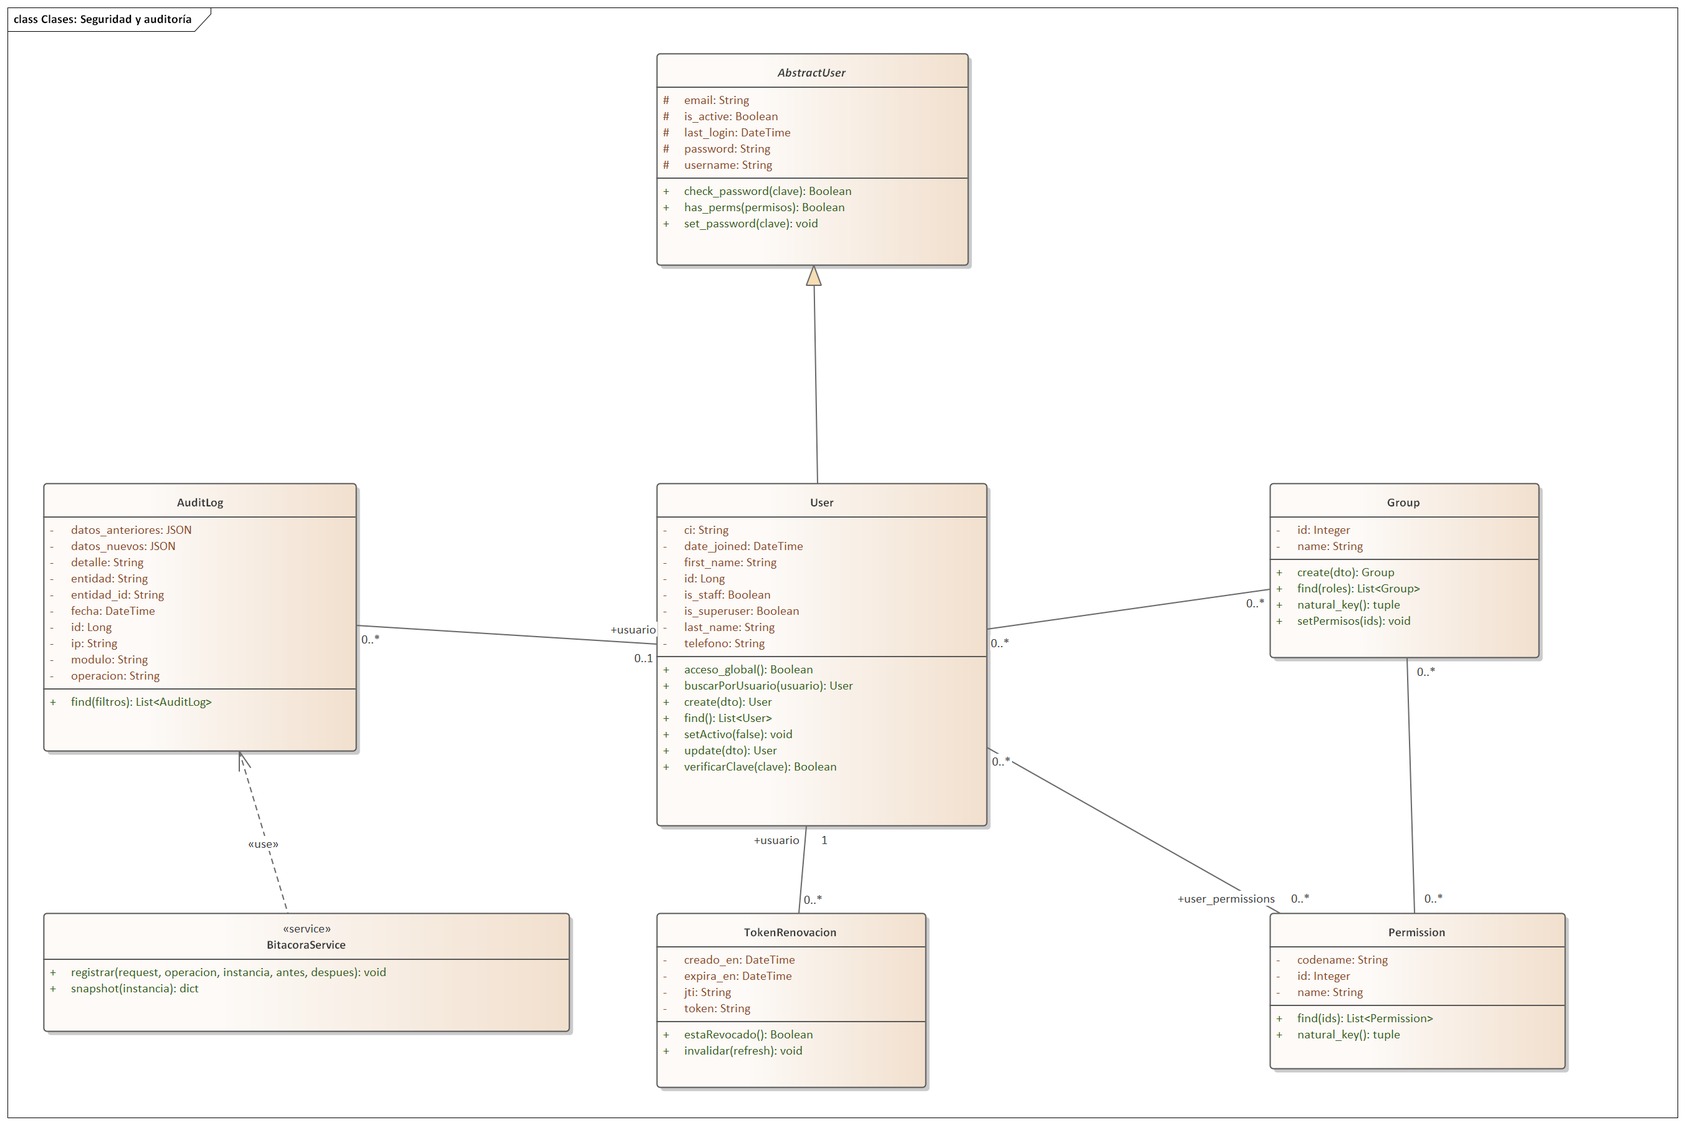 class Clases: Seguridad y auditoría
AbstractUser
# email: String
# is_active: Boolean
# last_login: DateTime
# password: String
# username: String
+ check_password(clave): Boolean
+ has_perms(permisos): Boolean
+ set_password(clave): void
AuditLog
- datos_anteriores: JSON
- datos_nuevos: JSON
- detalle: String
- entidad: String
- entidad_id: String
- fecha: DateTime
- id: Long
- ip: String
- modulo: String
- operacion: String
+ find(filtros): List<AuditLog>
0..*
+usuario
0..1
User
- ci: String
- date_joined: DateTime
- first_name: String
- id: Long
- is_staff: Boolean
- is_superuser: Boolean
- last_name: String
- telefono: String
+ acceso_global(): Boolean
+ buscarPorUsuario(usuario): User
+ create(dto): User
+ find(): List<User>
+ setActivo(false): void
+ update(dto): User
+ verificarClave(clave): Boolean
0..*
0..*
Group
- id: Integer
- name: String
+ create(dto): Group
+ find(roles): List<Group>
+ natural_key(): tuple
+ setPermisos(ids): void
0..*
0..*
«use»
+usuario 1
0..*
+user_permissions 0..*
0..*
«service»
BitacoraService
+ registrar(request, operacion, instancia, antes, despues): void
+ snapshot(instancia): dict
TokenRenovacion
- creado_en: DateTime
- expira_en: DateTime
- jti: String
- token: String
+ estaRevocado(): Boolean
+ invalidar(refresh): void
Permission
- codename: String
- id: Integer
- name: String
+ find(ids): List<Permission>
+ natural_key(): tuple